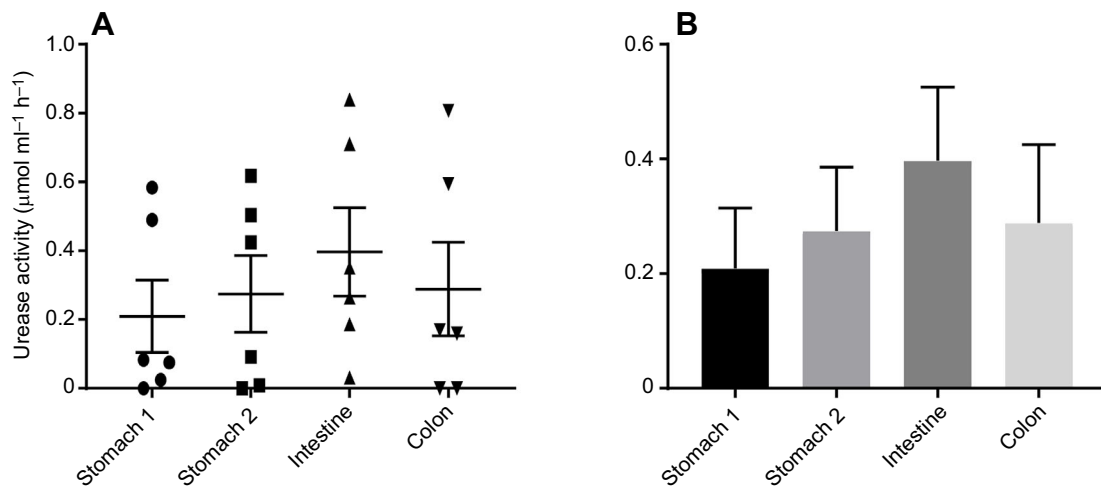 A
B
Urease activity (μmol ml⁻¹ h⁻¹)
1.0
0.8
0.6
0.4
0.2
0
Stomach 1
Stomach 2
Intestine
Colon
0.6
0.4
0.2
0
Stomach 1
Stomach 2
Intestine
Colon